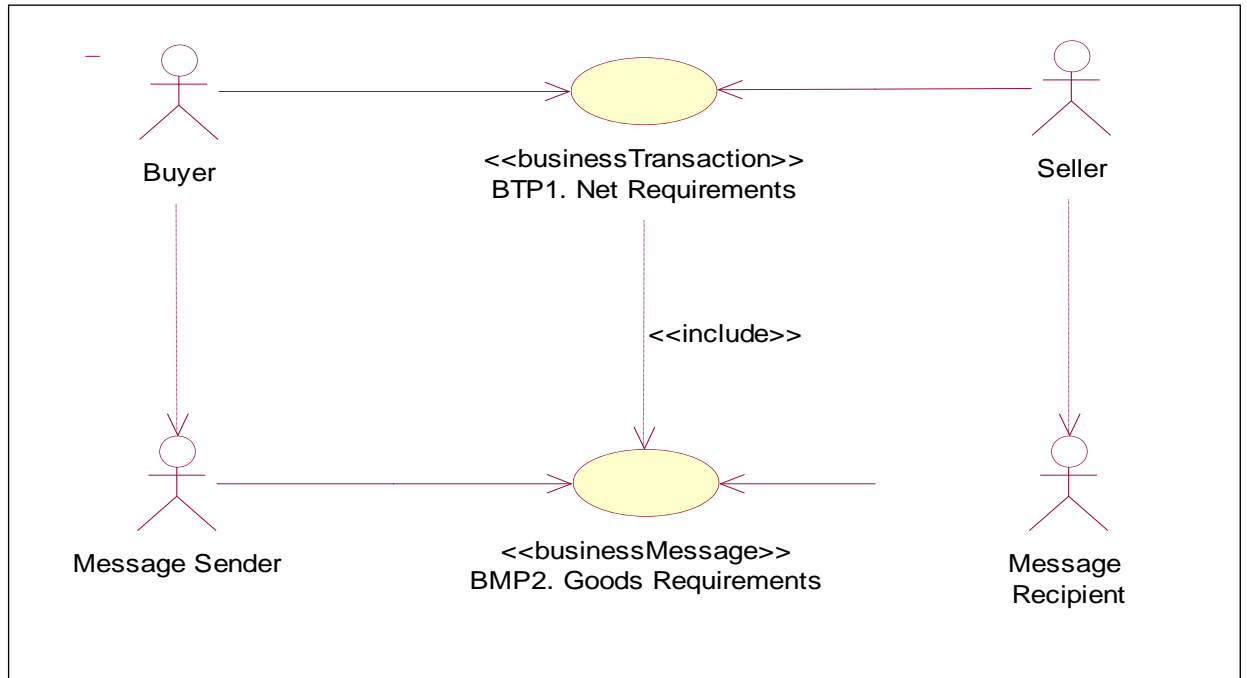 Buyer
<<businessTransaction>>
BTP1. Net Requirements
Seller
<<include>>
Message Sender
<<businessMessage>>
BMP2. Goods Requirements
Message
Recipient